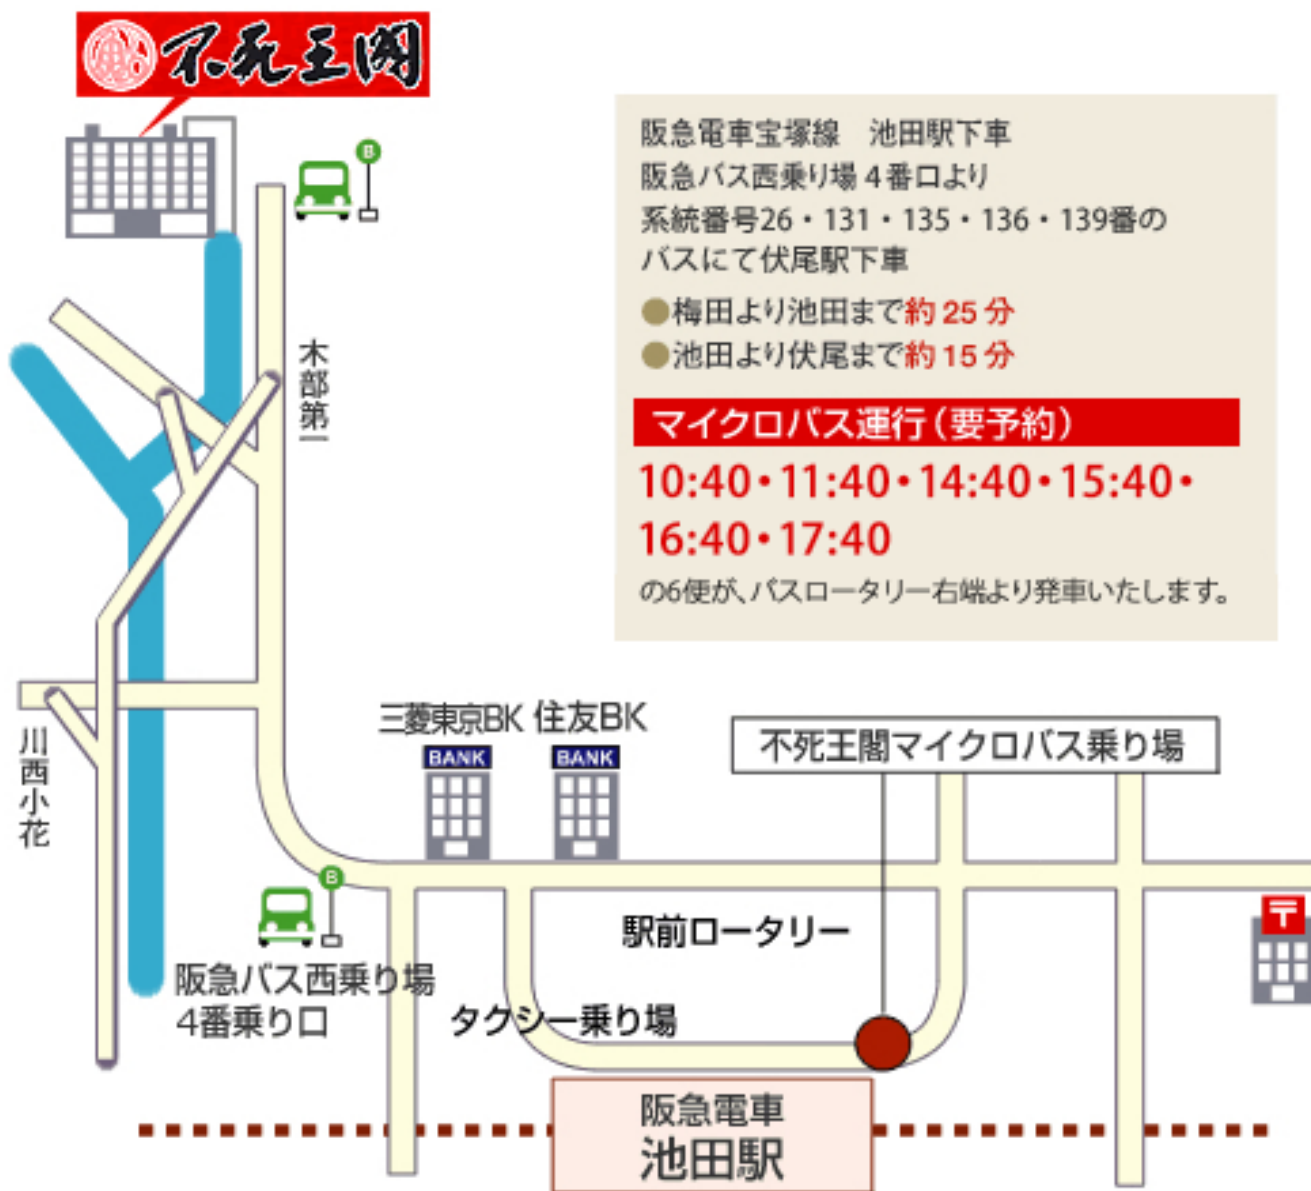 不死王閣
B
阪急電車宝塚線　池田駅下車
阪急バス西乗り場４番口より
系統番号26・131・135・136・139番の
バスにて伏尾駅下車
●梅田より池田まで約 25 分
●池田より伏尾まで約 15 分
マイクロバス運行（要予約）
10:40・11:40・14:40・15:40・
16:40・17:40
の6便が、バスロータリー右端より発車いたします。
木部第一
川西小花
三菱東京BK
住友BK
BANK
BANK
不死王閣マイクロバス乗り場
B
阪急バス西乗り場
4番乗り口
駅前ロータリー
タクシー乗り場
〒
阪急電車
池田駅